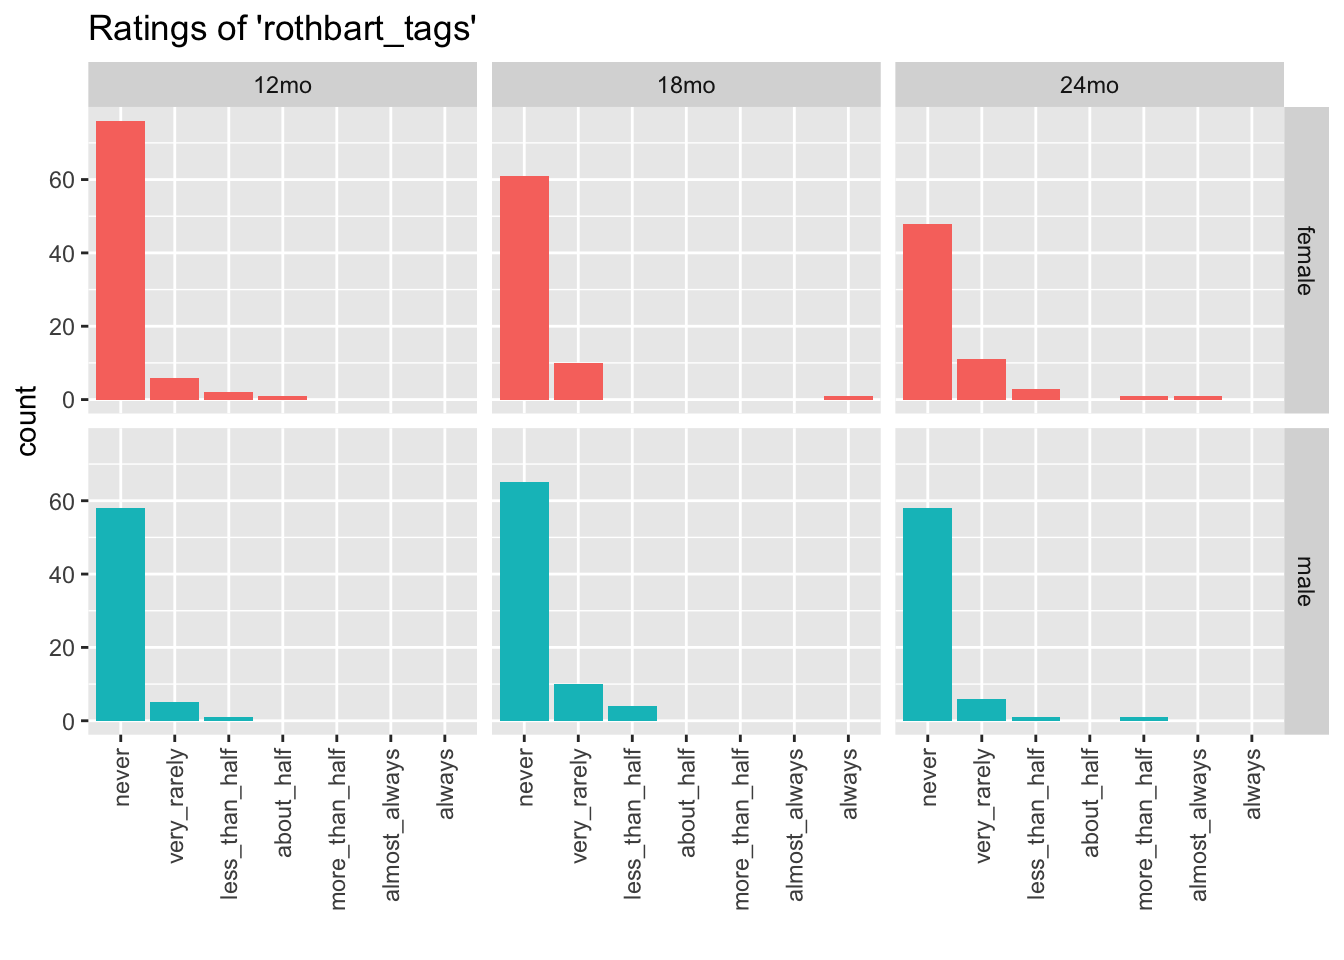 Ratings of 'rothbart_tags'
12mo 18mo 24mo
count
60
40
20
0
female
60
40
20
0
male
never very_rarely less_than_half about_half more_than_half almost_always always never very_rarely less_than_half about_half more_than_half almost_always always never very_rarely less_than_half about_half more_than_half almost_always always